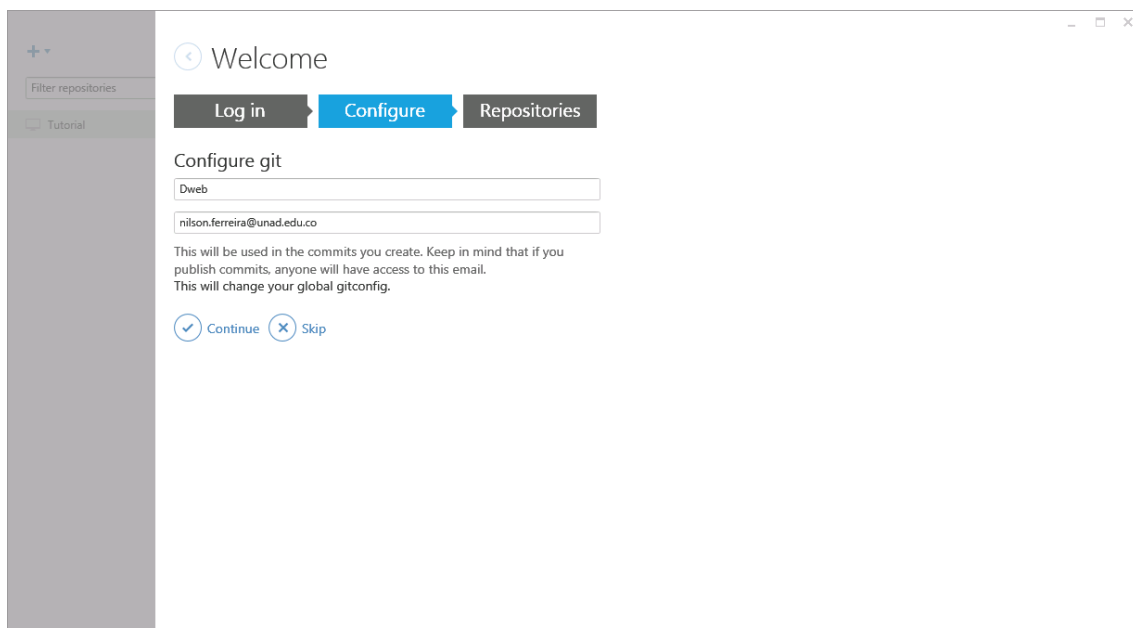 Welcome
Filter repositories
Tutorial
Log in
Configure
Repositories
Configure git
Dweb
nilson.ferreira@unad.edu.co
This will be used in the commits you create. Keep in mind that if you
publish commits, anyone will have access to this email.
This will change your global gitconfig.
Continue
Skip